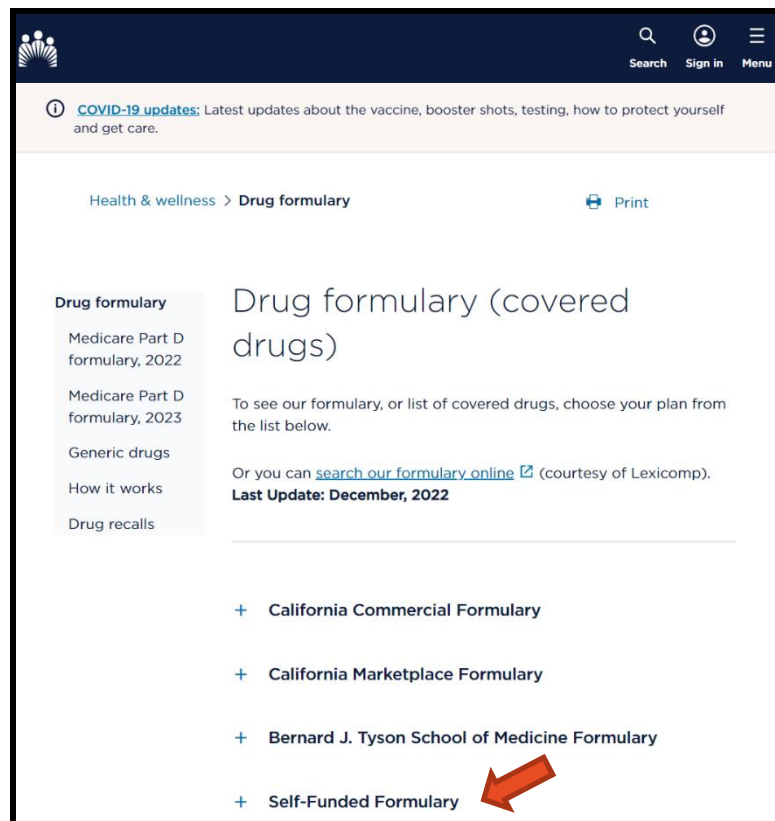 Search Sign in Menu
COVID-19 updates: Latest updates about the vaccine, booster shots, testing, how to protect yourself
and get care.
Health & wellness > Drug formulary
Print
Drug formulary
Medicare Part D
formulary, 2022
Medicare Part D
formulary, 2023
Generic drugs
How it works
Drug recalls
Drug formulary (covered
drugs)
To see our formulary, or list of covered drugs, choose your plan from
the list below.
Or you can search our formulary online (courtesy of Lexicomp).
Last Update: December, 2022
+ California Commercial Formulary
+ California Marketplace Formulary
+ Bernard J. Tyson School of Medicine Formulary
+ Self-Funded Formulary